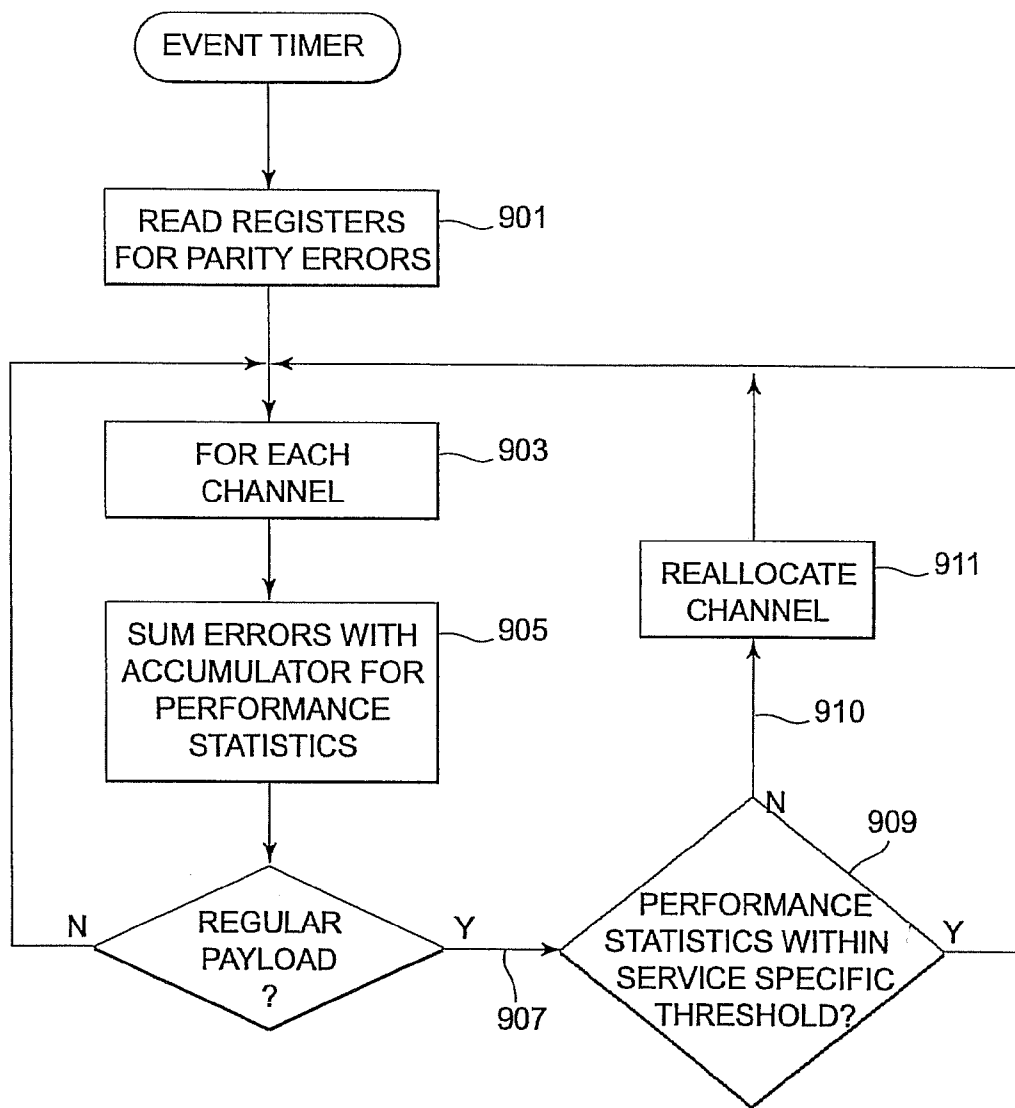 EVENT TIMER
READ REGISTERS
FOR PARITY ERRORS
901
FOR EACH
CHANNEL
903
SUM ERRORS WITH
ACCUMULATOR FOR
PERFORMANCE
STATISTICS
905
REALLOCATE
CHANNEL
911
910
N
REGULAR
PAYLOAD
?
Y
907
N
909
PERFORMANCE
STATISTICS WITHIN
SERVICE SPECIFIC
THRESHOLD?
Y